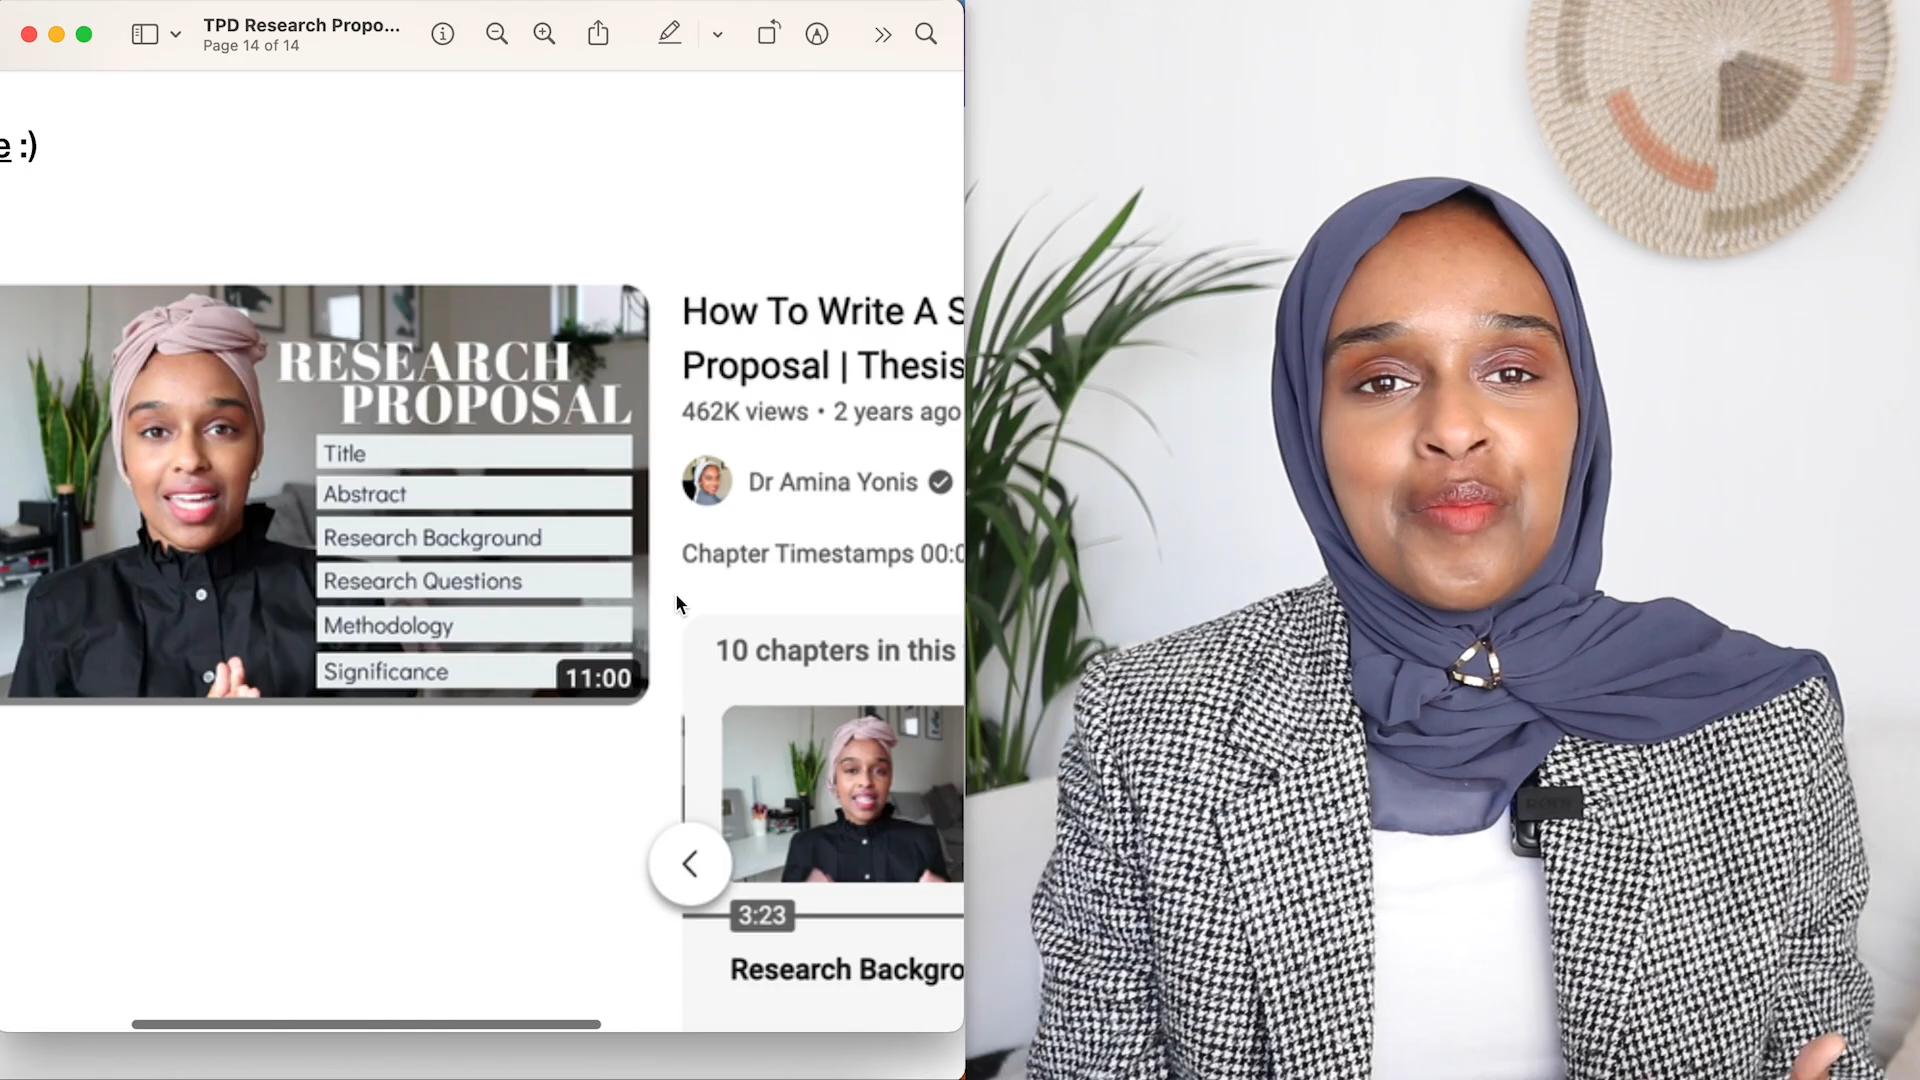 TPD Research Propo...
Page 14 of 14
e :)
RESEARCH
PROPOSAL
Title
Abstract
Research Background
Research Questions
Methodology
Significance
11:00
How To Write A S
Proposal | Thesis
462K views • 2 years ago
Dr Amina Yonis
Chapter Timestamps 00:0
10 chapters in this
3:23
Research Backgro